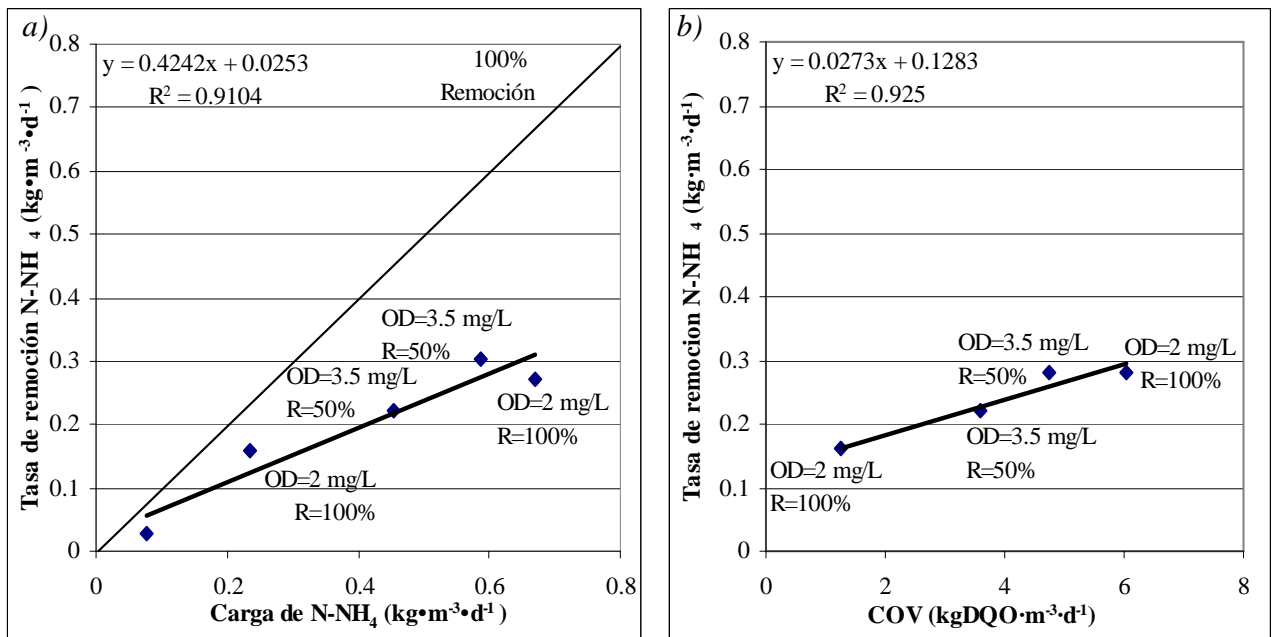 a)
y = 0.4242x + 0.0253
R² = 0.9104
100%
Remoción
Tasa de remoción N-NH ₄ (kg•m ⁻³•d⁻¹ )
0.8
0.7
0.6
0.5
0.4
0.3
0.2
0.1
0
OD=3.5 mg/L
R=50%
OD=3.5 mg/L
R=50%
OD=2 mg/L
R=100%
OD=2 mg/L
R=100%
0
0.2
0.4
0.6
0.8
Carga de N-NH₄ (kg•m⁻³•d⁻¹ )
b)
y = 0.0273x + 0.1283
R² = 0.925
Tasa de remocion N-NH ₄ (kg·m ⁻³·d⁻¹ )
0.8
0.7
0.6
0.5
0.4
0.3
0.2
0.1
0
OD=3.5 mg/L
R=50%
OD=2 mg/L
R=100%
OD=3.5 mg/L
R=50%
OD=2 mg/L
R=100%
0
2
4
6
8
COV (kgDQO·m⁻³·d⁻¹ )